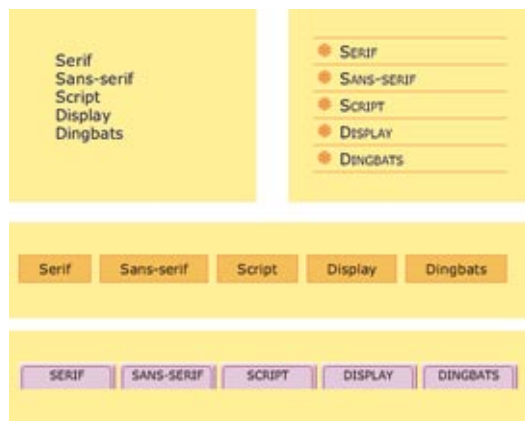 Serif
Sans-serif
Script
Display
Dingbats
SERIF
SANS-SERIF
SCRIPT
DISPLAY
DINGBATS
Serif Sans-serif Script Display Dingbats
SERIF SANS-SERIF SCRIPT DISPLAY DINGBATS